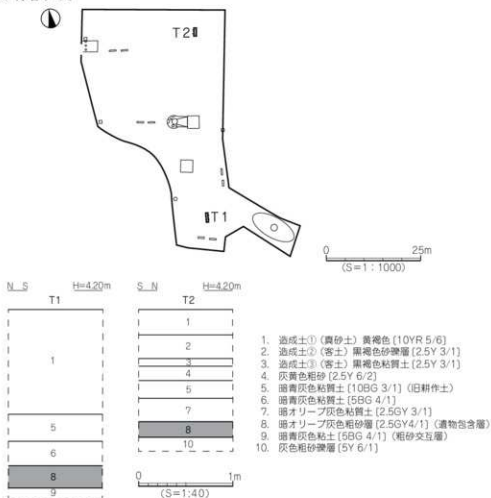 T2
T1
0 25m
(S=1:1000)
N S H=4.20m
T1
1
5
6
8
9
S N H=4.20m
T2
1
2
3
4
5
7
8
10
0 1m
(S=1:40)
1. 造成土① (真砂土) 黄褐色 [10YR 5/6]
2. 造成土② (客土) 黒褐色砂礫層 [2.5Y 3/1]
3. 造成土③ (客土) 黒褐色粘質土 [2.5Y 3/1]
4. 灰黄色粗砂 [2.5Y 6/2]
5. 暗青灰色粘質土 [10BG 3/1] (旧耕作土)
6. 暗青灰色粘質土 [5BG 4/1]
7. 暗オリーブ灰色粘質土 [2.5GY 3/1]
8. 暗オリーブ灰色粗砂層 [2.5GY4/1] (遺物包含層)
9. 暗青灰色粘土 [5BG 4/1] (粗砂交互層)
10. 灰色粗砂礫層 [5Y 6/1]